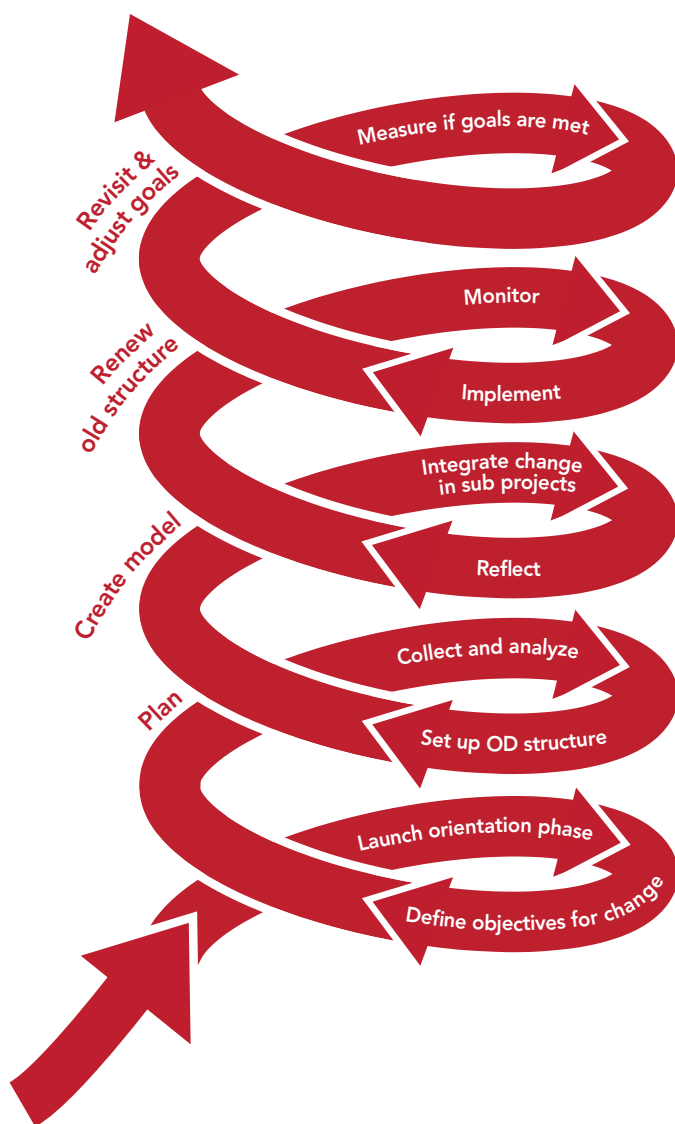 Measure if goals are met
Revisit &
adjust goals
Monitor
Renew
old structure
Implement
Integrate change
in sub projects
Create model
Reflect
Collect and analyze
Plan
Set up OD structure
Launch orientation phase
Define objectives for change